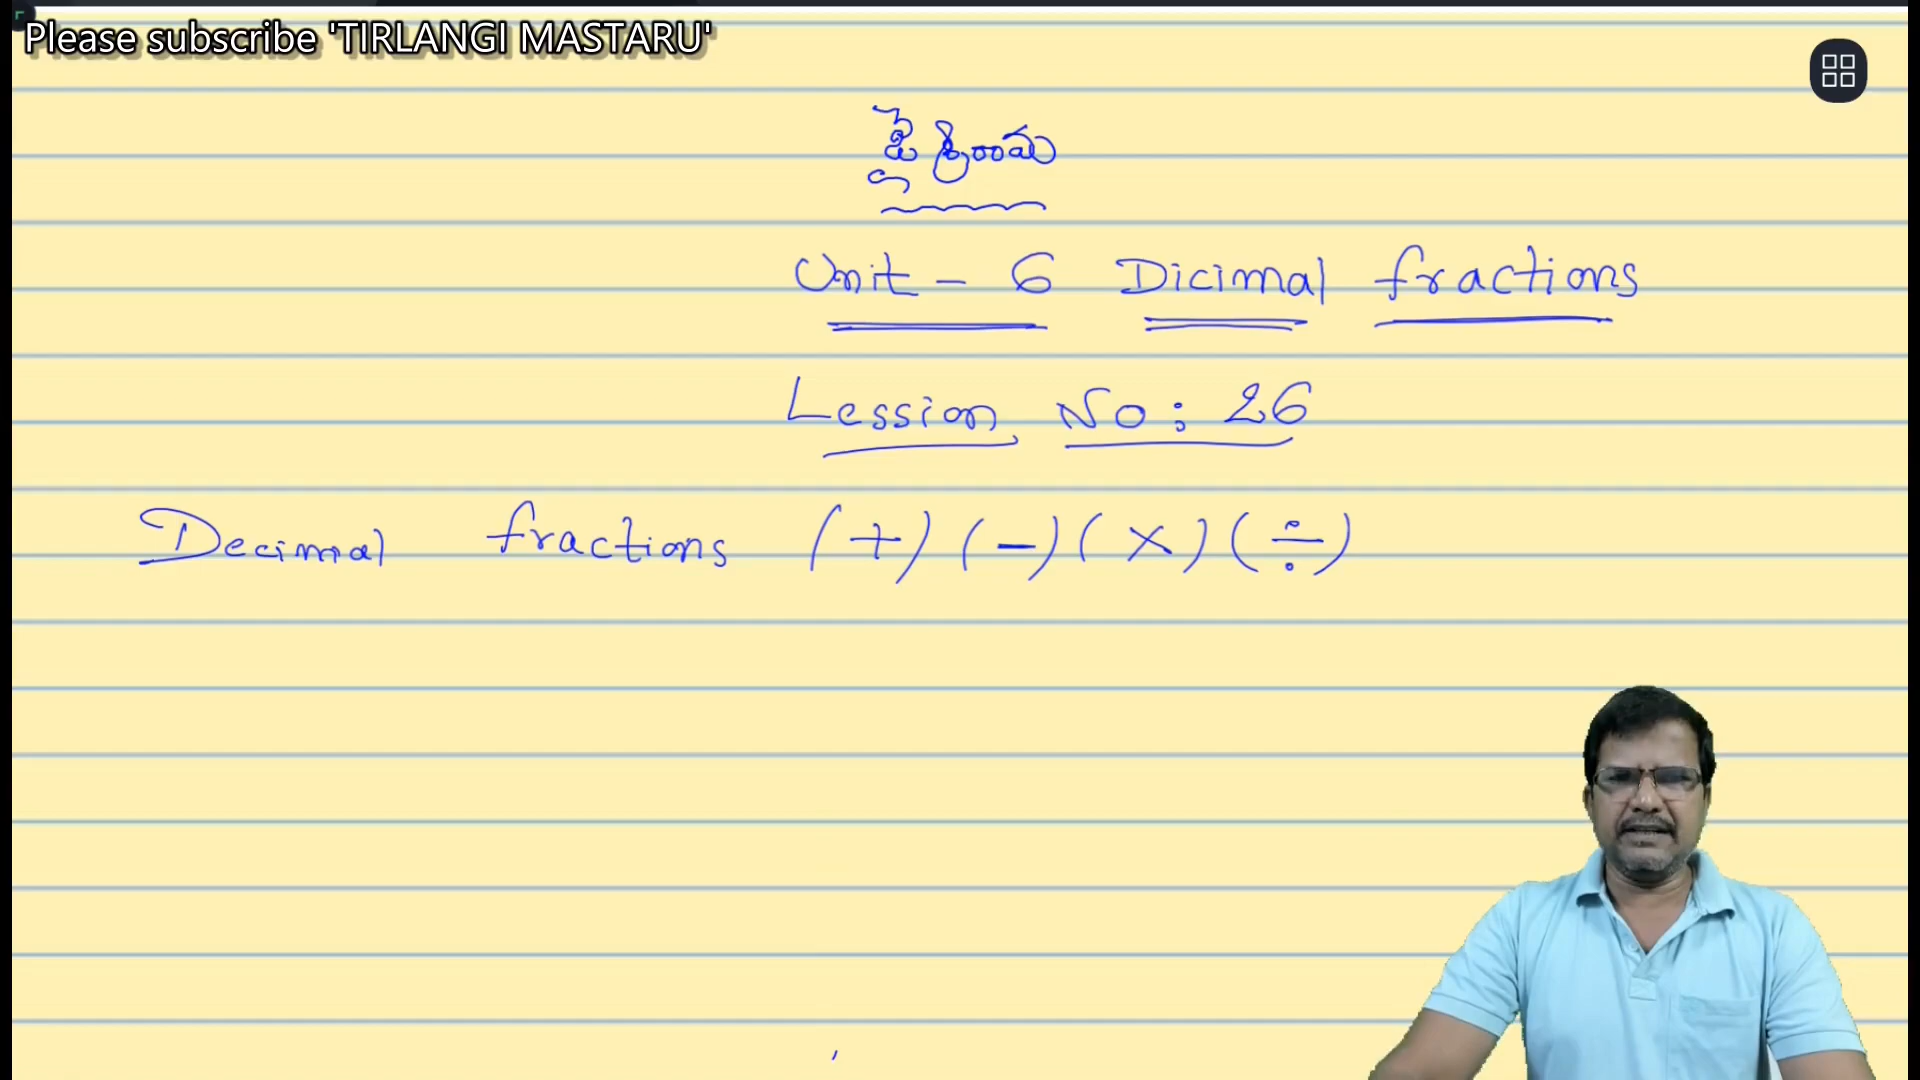 Please subscribe 'TIRLANGI MASTARU'
జై శ్రీరామ
Unit - 6 Dicimal fractions
Lession No: 26
Decimal fractions (+) (-) (×) (÷)